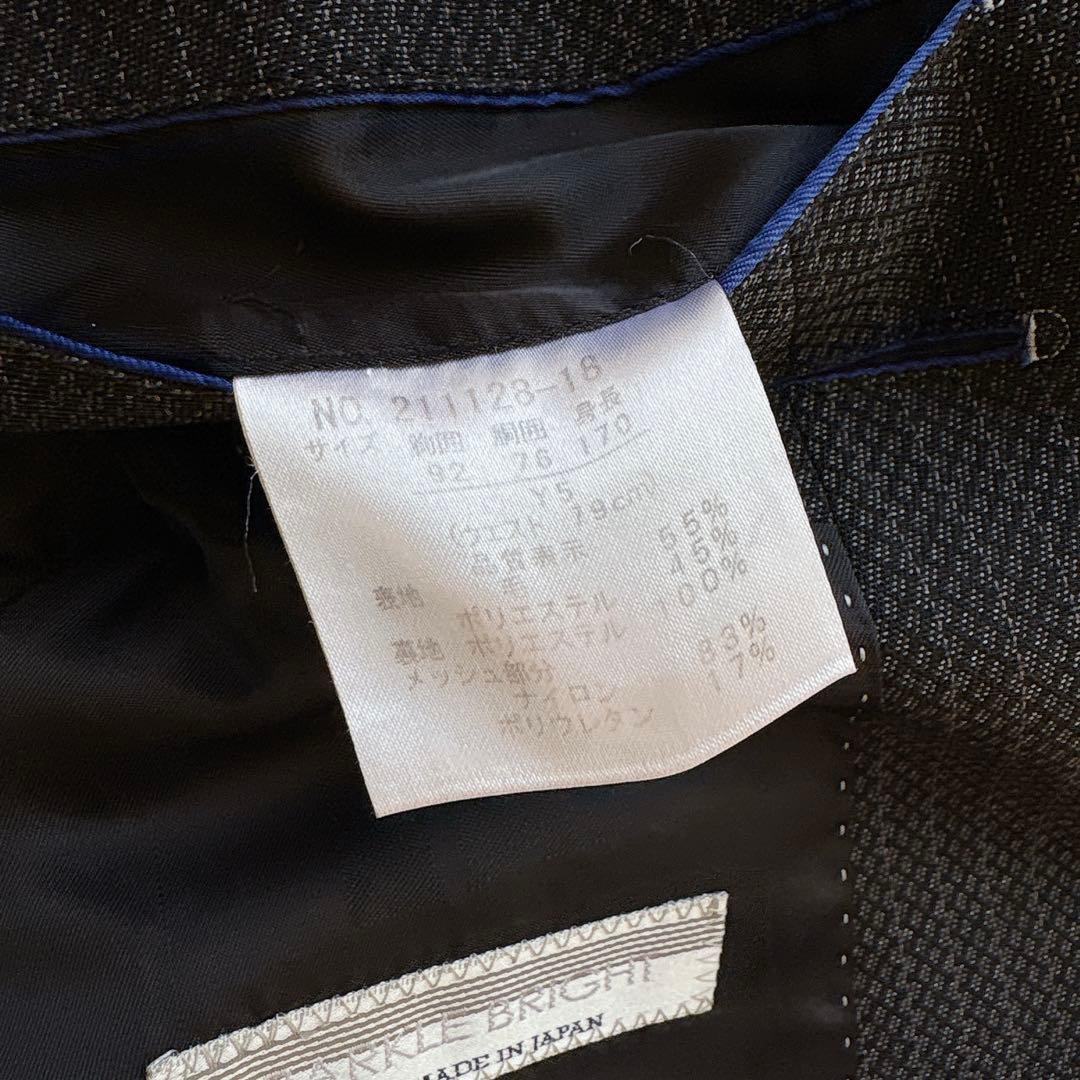 NO. 211123-16
サイズ 胸囲 胴囲 身長
92 76 170
Y5
(ウエスト 79cm)
品質表示
表地 毛 55%
ポリエステル 45%
裏地 ポリエステル 100%
メッシュ部分
ナイロン 83%
ポリウレタン 17%
ARKLE BRIGHT
MADE IN JAPAN